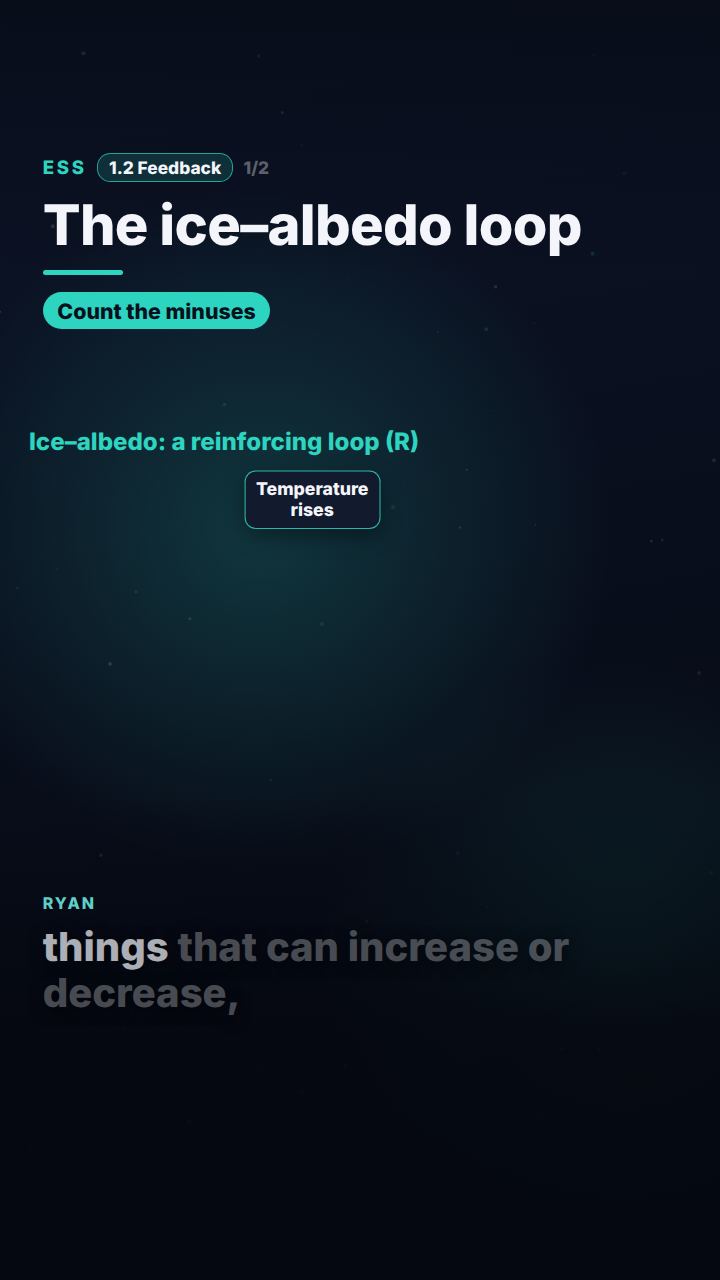 ESS 1.2 Feedback 1/2
The ice–albedo loop
Count the minuses
Ice–albedo: a reinforcing loop (R)
Temperature
rises
RYAN
things that can increase or
decrease,